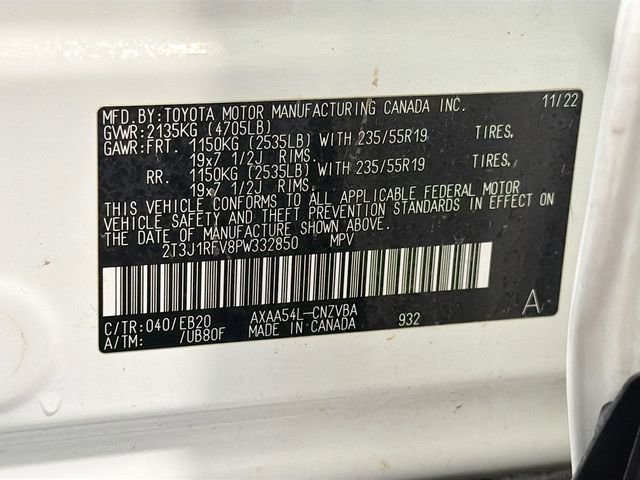 MFD.BY:TOYOTA MOTOR MANUFACTURING CANADA INC. 11/22
GVWR:2135KG (4705LB)
GAWR:FRT. 1150KG (2535LB) WITH 235/55R19 TIRES,
19x7 1/2J RIMS.
RR. 1150KG (2535LB) WITH 235/55R19 TIRES,
19x7 1/2J RIMS.
THIS VEHICLE CONFORMS TO ALL APPLICABLE FEDERAL MOTOR
VEHICLE SAFETY AND THEFT PREVENTION STANDARDS IN EFFECT ON
THE DATE OF MANUFACTURE SHOWN ABOVE.
2T3J1RFV8PW332850 MPV
C/TR:040/EB20 AXAA54L-CNZVBA A
A/TM: /UB80F MADE IN CANADA 932